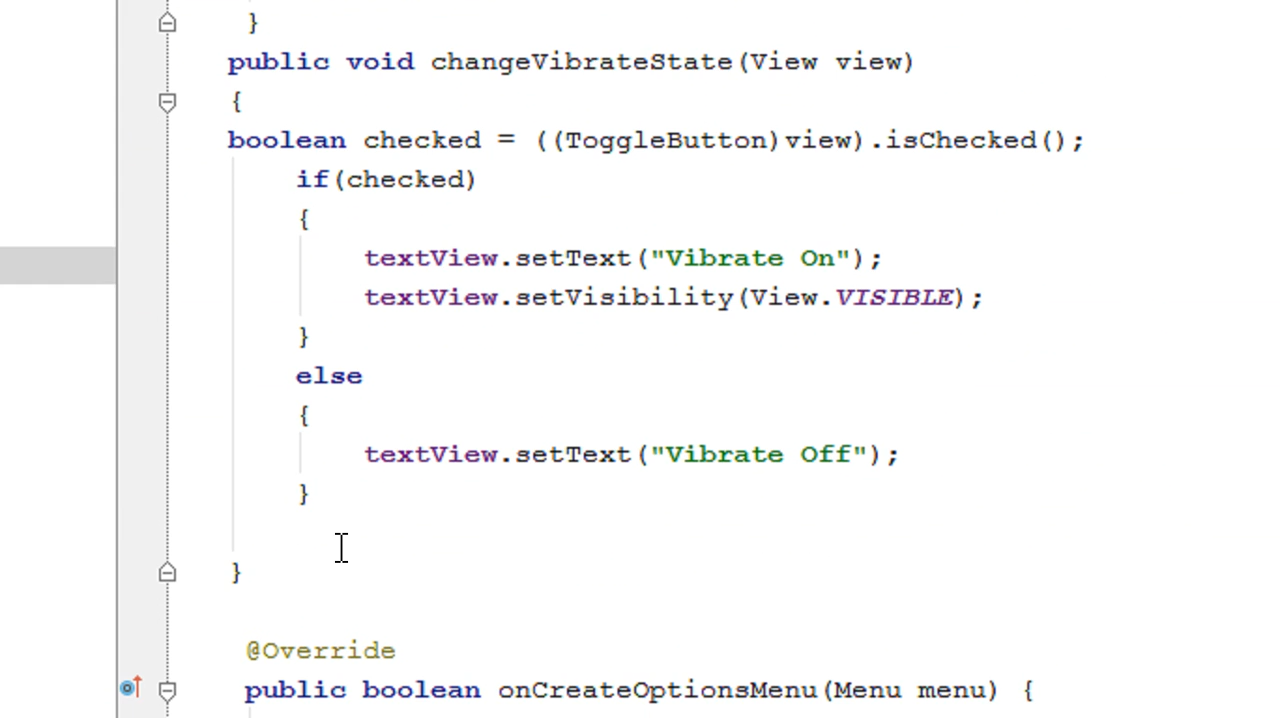 }
public void changeVibrateState(View view)
{
boolean checked = ((ToggleButton)view).isChecked();
if(checked)
{
textView.setText("Vibrate On");
textView.setVisibility(View.VISIBLE);
}
else
{
textView.setText("Vibrate Off");
}
}
@Override
public boolean onCreateOptionsMenu(Menu menu) {